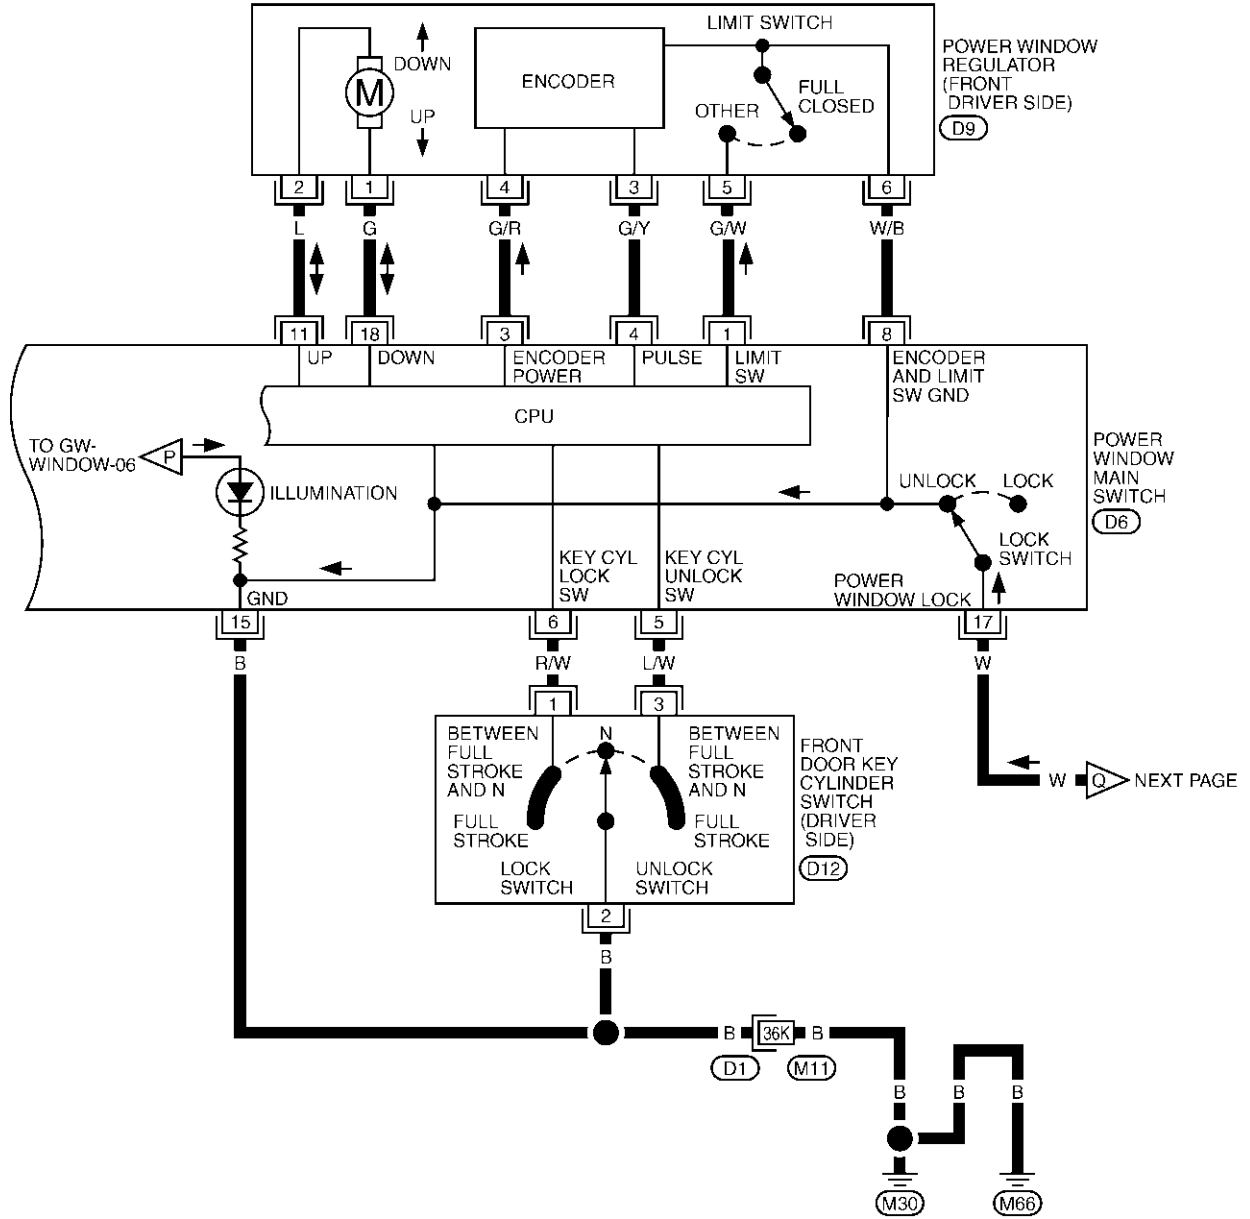 LIMIT SWITCH
DOWN
M
UP
ENCODER
OTHER
FULL
CLOSED
POWER WINDOW
REGULATOR
(FRONT
DRIVER SIDE)
D9
2 1 4 3 5 6
L G G/R G/Y G/W W/B
11 18 3 4 1 8
UP
DOWN
ENCODER
POWER
PULSE
LIMIT
SW
ENCODER
AND LIMIT
SW GND
CPU
TO GW-
WINDOW-06
P
ILLUMINATION
UNLOCK
LOCK
LOCK
SWITCH
POWER
WINDOW
MAIN
SWITCH
D6
KEY CYL
LOCK
SW
KEY CYL
UNLOCK
SW
POWER
WINDOW LOCK
GND
15 6 5 17
B R/W L/W W
1 3
BETWEEN
FULL
STROKE
AND N
N
BETWEEN
FULL
STROKE
AND N
FULL
STROKE
FULL
STROKE
LOCK
SWITCH
UNLOCK
SWITCH
FRONT
DOOR KEY
CYLINDER
SWITCH
(DRIVER
SIDE)
D12
W Q NEXT PAGE
2
B
B 36K B
D1 M11
B B B
M30 M66